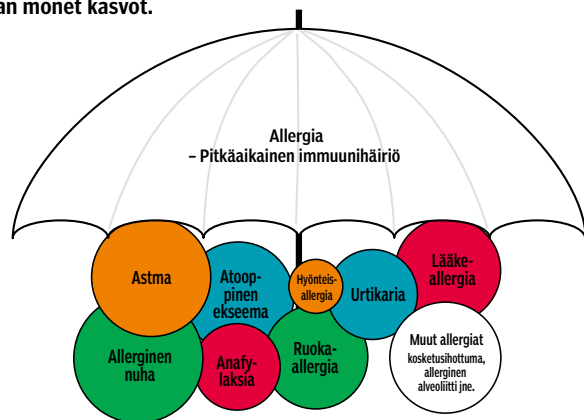 an monet kasvot.
Allergia
– Pitkäaikainen immuunihäiriö
Astma
Atoop-
pinen
ekseema
Hyönteis-
allergia
Urtikaria
Lääke-
allergia
Allerginen
nuha
Anafy-
laksia
Ruoka-
allergia
Muut allergiat
kosketusihottuma,
allerginen
alveoliitti jne.